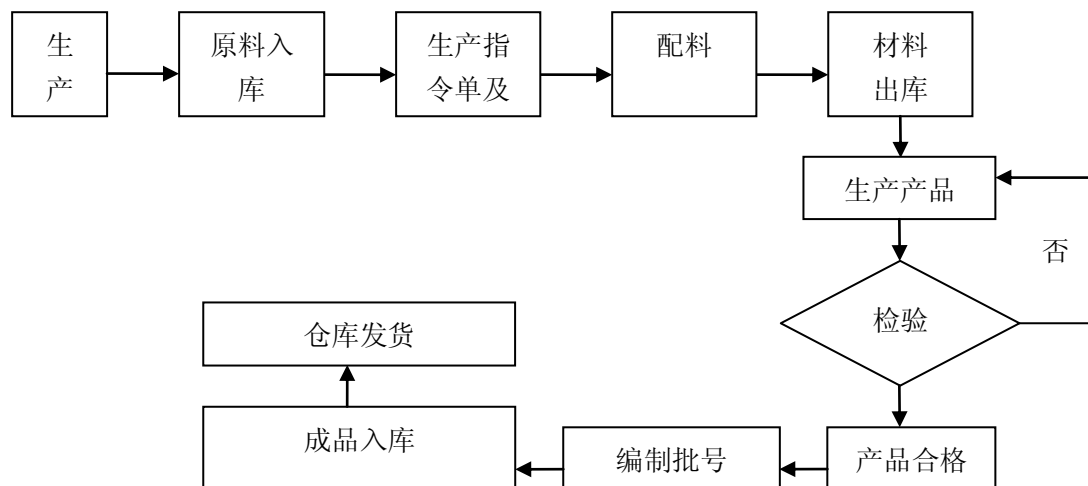 生
产
原料入
库
生产指
令单及
配料
材料
出库
生产产品
否
检验
仓库发货
成品入库
编制批号
产品合格